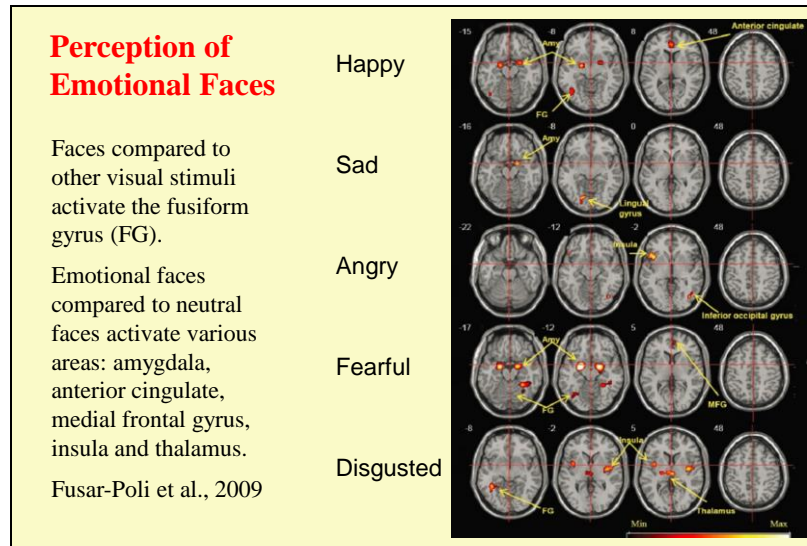 Perception of
Emotional Faces
Faces compared to
other visual stimuli
activate the fusiform
gyrus (FG).
Emotional faces
compared to neutral
faces activate various
areas: amygdala,
anterior cingulate,
medial frontal gyrus,
insula and thalamus.
Fusar-Poli et al., 2009
Happy
-15 -8 8 48
Anterior cingulate
Amy
FG
Sad
-16 -8 0 48
Amy
Lingual
gyrus
Angry
-22 -12 -2 48
Insula
Inferior occipital gyrus
Fearful
-17 -12 5 48
Amy
FG
MFG
Disgusted
-8 -2 5 48
Insula
FG
Thalamus
Min Max